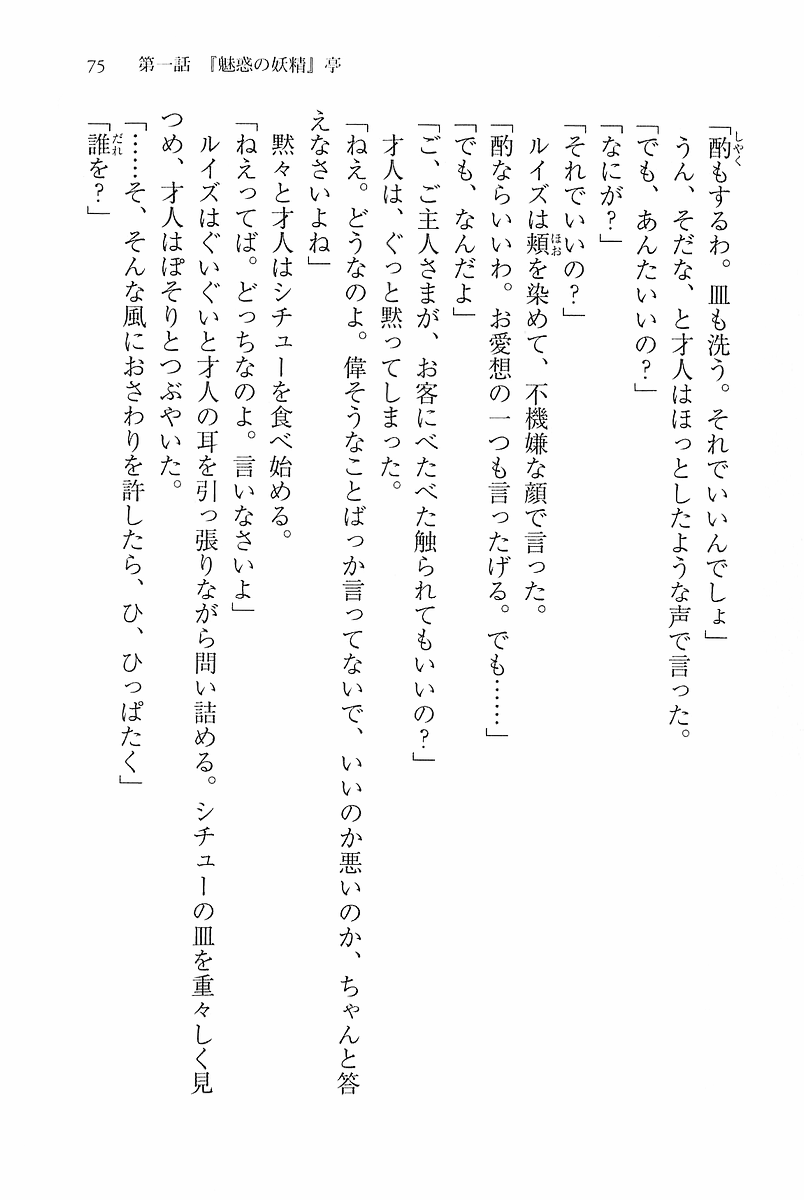 75　第一話　『魅惑の妖精』亭
「酌もするわ。皿も洗う。それでいいんでしょ」
うん、そだな、と才人はほっとしたような声で言った。
「でも、あんたいいの？」
「なにが？」
「それでいいの？」
ルイズは頬を染めて、不機嫌な顔で言った。
「酌ならいいわ。お愛想の一つも言ったげる。でも……」
「でも、なんだよ」
「ご、ご主人さまが、お客にべたべた触られてもいいの？」
才人は、ぐっと黙ってしまった。
「ねえ。どうなのよ。偉そうなことばっか言ってないで、いいのか悪いのか、ちゃんと答
えなさいよね」
黙々と才人はシチューを食べ始める。
「ねえってば。どっちなのよ。言いなさいよ」
ルイズはぐいぐいと才人の耳を引っ張りながら問い詰める。シチューの皿を重々しく見
つめ、才人はぽそりとつぶやいた。
「……そ、そんな風におさわりを許したら、ひ、ひっぱたく」
「誰を？」